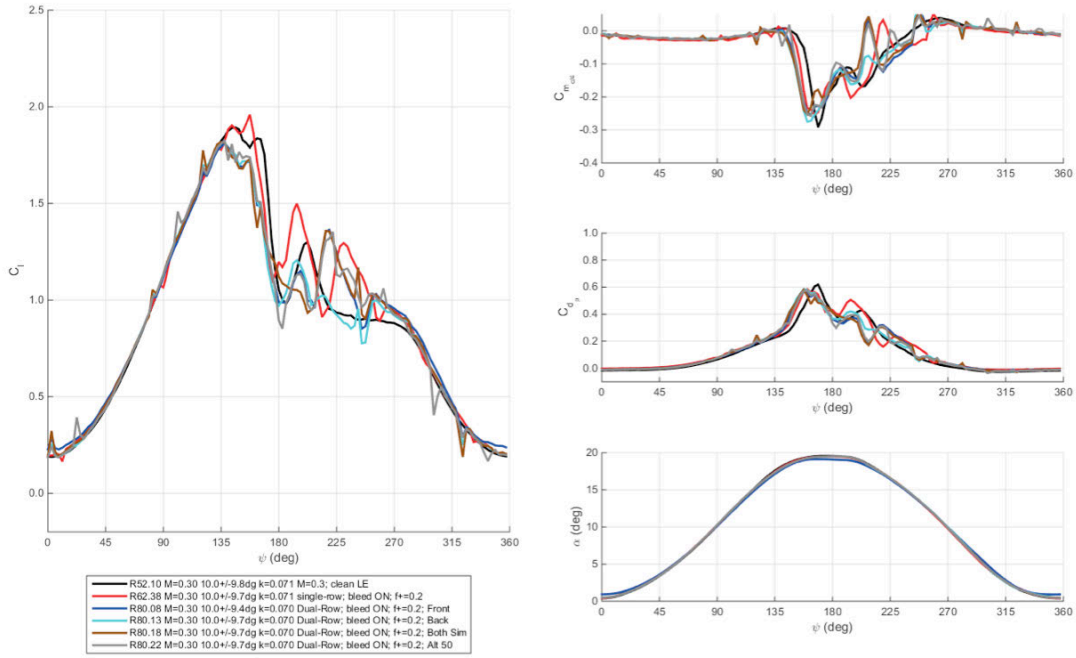 2.5
2.0
1.5
1.0
0.5
0.0
C_l
0 45 90 135 180 225 270 315 360
ψ (deg)
R52.10 M=0.30 10.0+/-9.8dg k=0.071 M=0.3; clean LE
R62.38 M=0.30 10.0+/-9.7dg k=0.071 single-row; bleed ON; f+=0.2
R80.08 M=0.30 10.0+/-9.4dg k=0.070 Dual-Row; bleed ON; f+=0.2; Front
R80.13 M=0.30 10.0+/-9.7dg k=0.070 Dual-Row; bleed ON; f+=0.2; Back
R80.18 M=0.30 10.0+/-9.7dg k=0.070 Dual-Row; bleed ON; f+=0.2; Both Sim
R80.22 M=0.30 10.0+/-9.7dg k=0.070 Dual-Row; bleed ON; f+=0.2; Alt 50
0.0
-0.1
-0.2
-0.3
-0.4
C_m
0 45 90 135 180 225 270 315 360
ψ (deg)
1.0
0.8
0.6
0.4
0.2
0.0
C_d_p
0 45 90 135 180 225 270 315 360
ψ (deg)
20
15
10
5
0
α (deg)
0 45 90 135 180 225 270 315 360
ψ (deg)